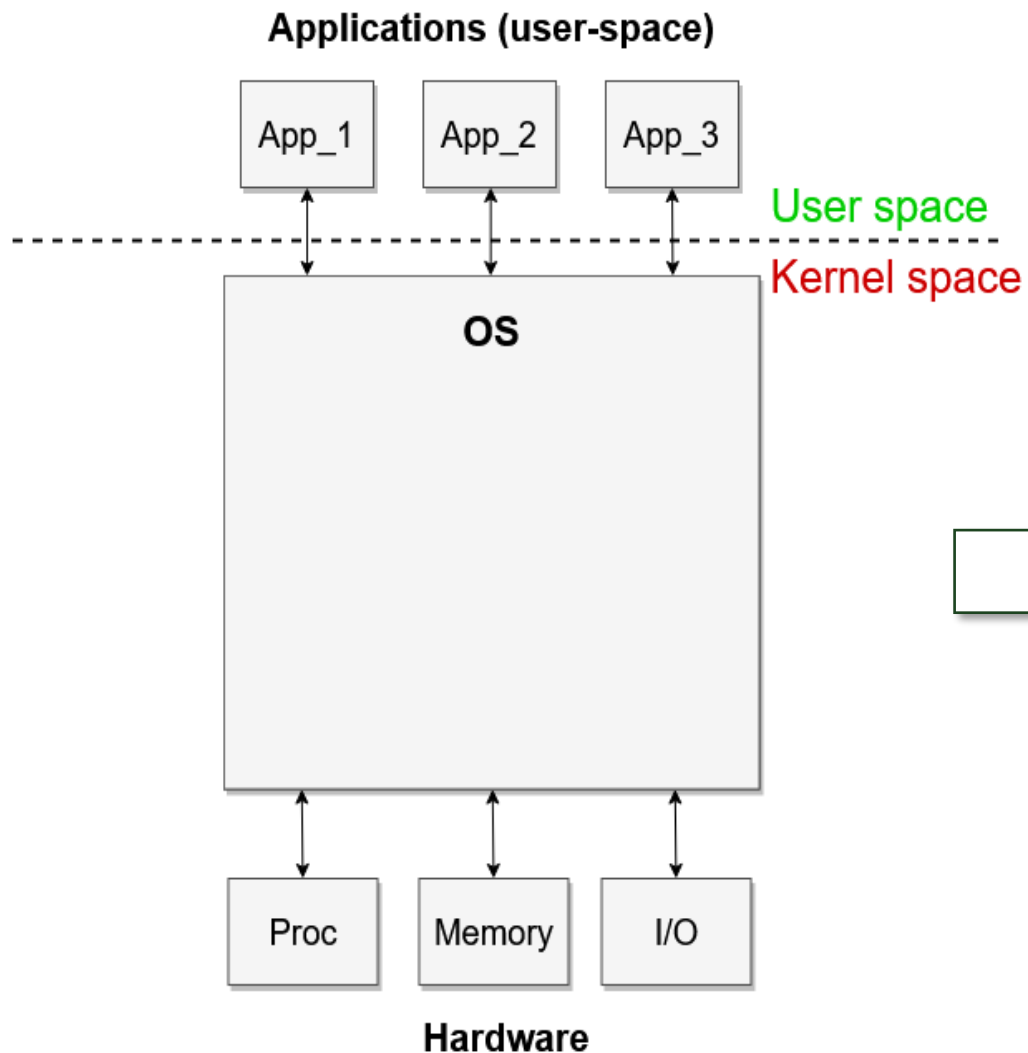 Applications (user-space)
App_1
App_2
App_3
User space
Kernel space
OS
Proc
Memory
I/O
Hardware